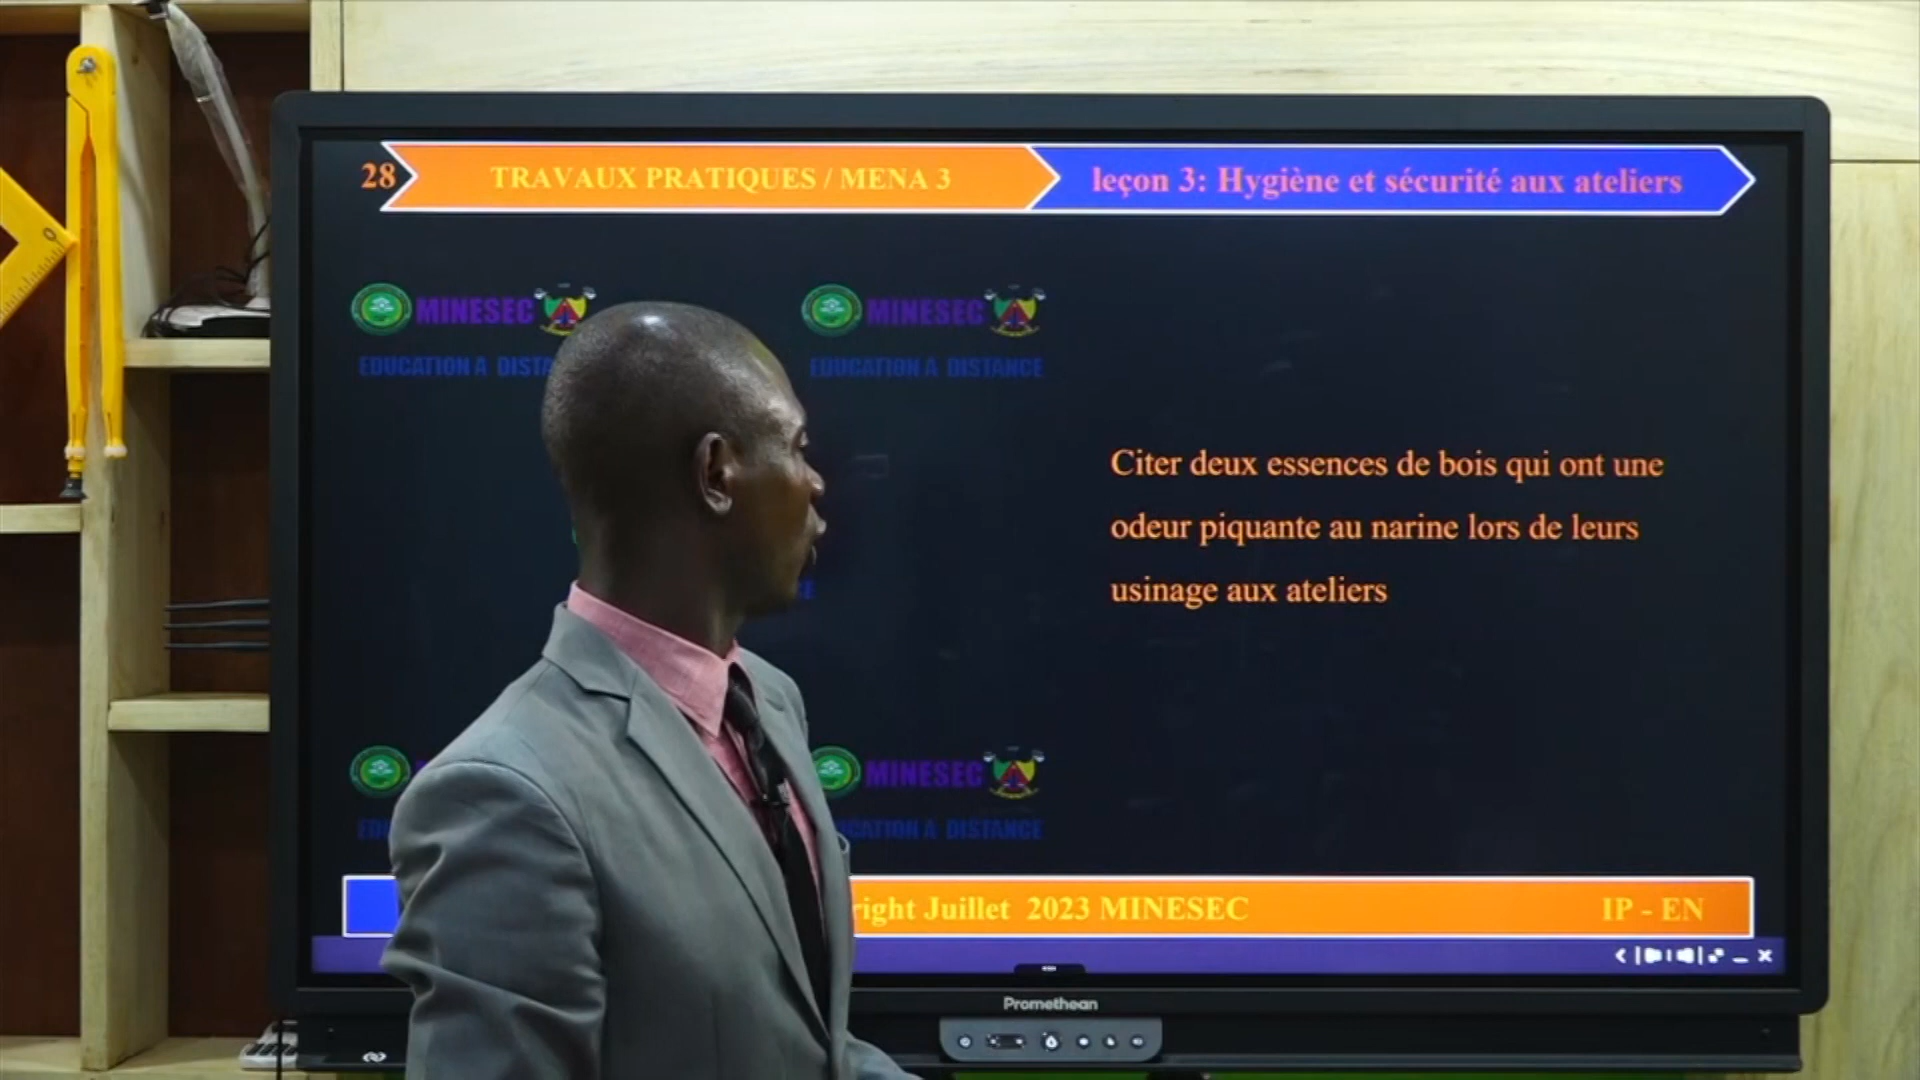 28
TRAVAUX PRATIQUES / MENA 3
leçon 3: Hygiène et sécurité aux ateliers
MINESEC
MINESEC
EDUCATION A
EDUCATION A DISTANCE
Citer deux essences de bois qui ont une
odeur piquante au narine lors de leurs
usinage aux ateliers
MINESEC
DISTANCE
Juillet 2023 MINESEC
IP - EN
Promethean